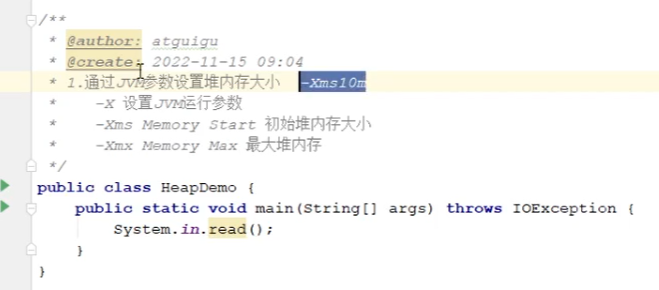 /**
* @author: atguigu
* @create: 2022-11-15 09:04
* 1.通过JVM参数设置堆内存大小 -Xms10m
* -X 设置JVM运行参数
* -Xms Memory Start 初始堆内存大小
* -Xmx Memory Max 最大堆内存
*/
public class HeapDemo {
public static void main(String[] args) throws IOException {
System.in.read();
}
}